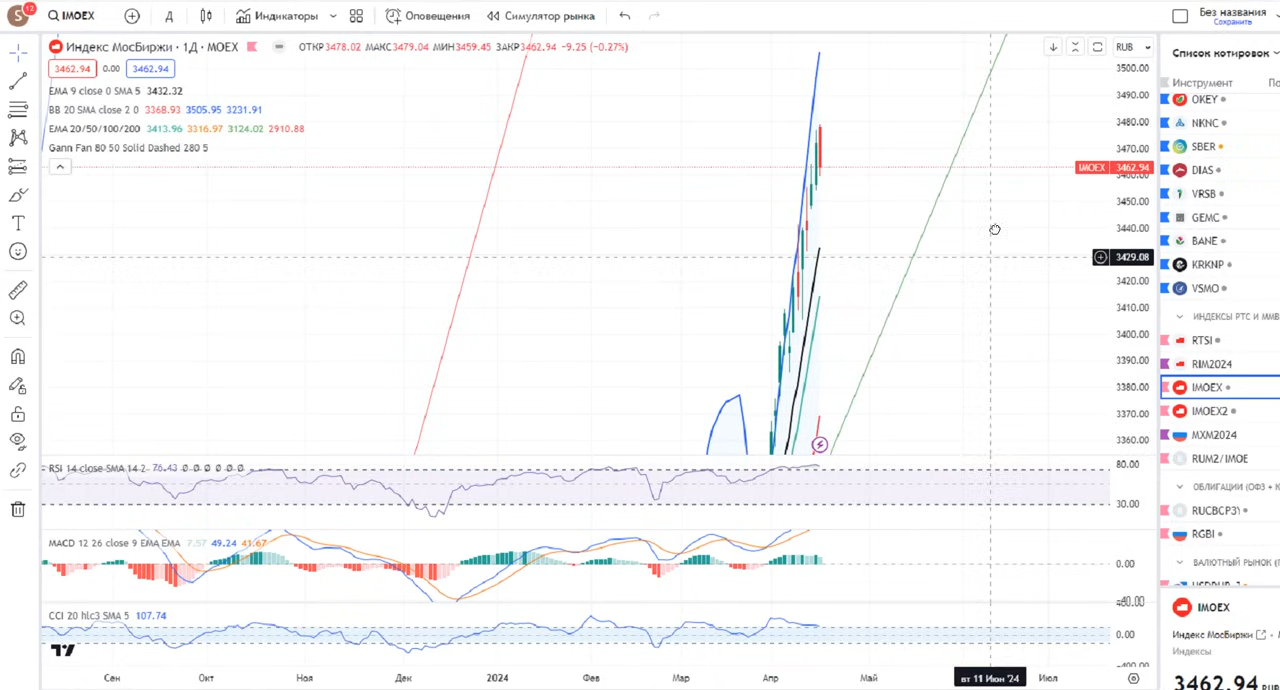 S 12 IMOEX Д Индикаторы Оповещения Симулятор рынка Без названия
Сохранить
Индекс МосБиржи · 1Д · MOEX ОТКР3478.02 МАКС3479.04 МИН3459.45 ЗАКР3462.94 -9.25 (-0.27%) RUB
3462.94 0.00 3462.94
EMA 9 close 0 SMA 5 3432.32
BB 20 SMA close 2 0 3368.93 3505.95 3231.91
EMA 20/50/100/200 3413.96 3316.97 3124.02 2910.88
Gann Fan 80 50 Solid Dashed 280 5
3500.00
3490.00
3480.00
3470.00
IMOEX 3462.94
3460.00
3450.00
3440.00
3429.08
3420.00
3410.00
3400.00
3390.00
3380.00
3370.00
3360.00
RSI 14 close SMA 14 2 76.43 Ø Ø Ø Ø Ø Ø
80.00
30.00
MACD 12 26 close 9 EMA EMA 7.57 49.24 41.67
0.00
CCI 20 hlc3 SMA 5 107.74
0.00
Сен Окт Ноя Дек 2024 Фев Мар Апр Май вт 11 Июн '24 Июл
Список котировок
Инструмент По
OKEY
NKNC
SBER
DIAS
VRSB
GEMC
BANE
KRKNP
VSMO
ИНДЕКСЫ РТС И ММВ
RTSI
RIM2024
IMOEX
IMOEX2
MXM2024
RUM2/IMOE
ОБЛИГАЦИИ (ОФЗ + К
RUCBCP3Y
RGBI
ВАЛЮТНЫЙ РЫНОК (
IMOEX
Индекс МосБиржи
Индексы
3462.94 RUB